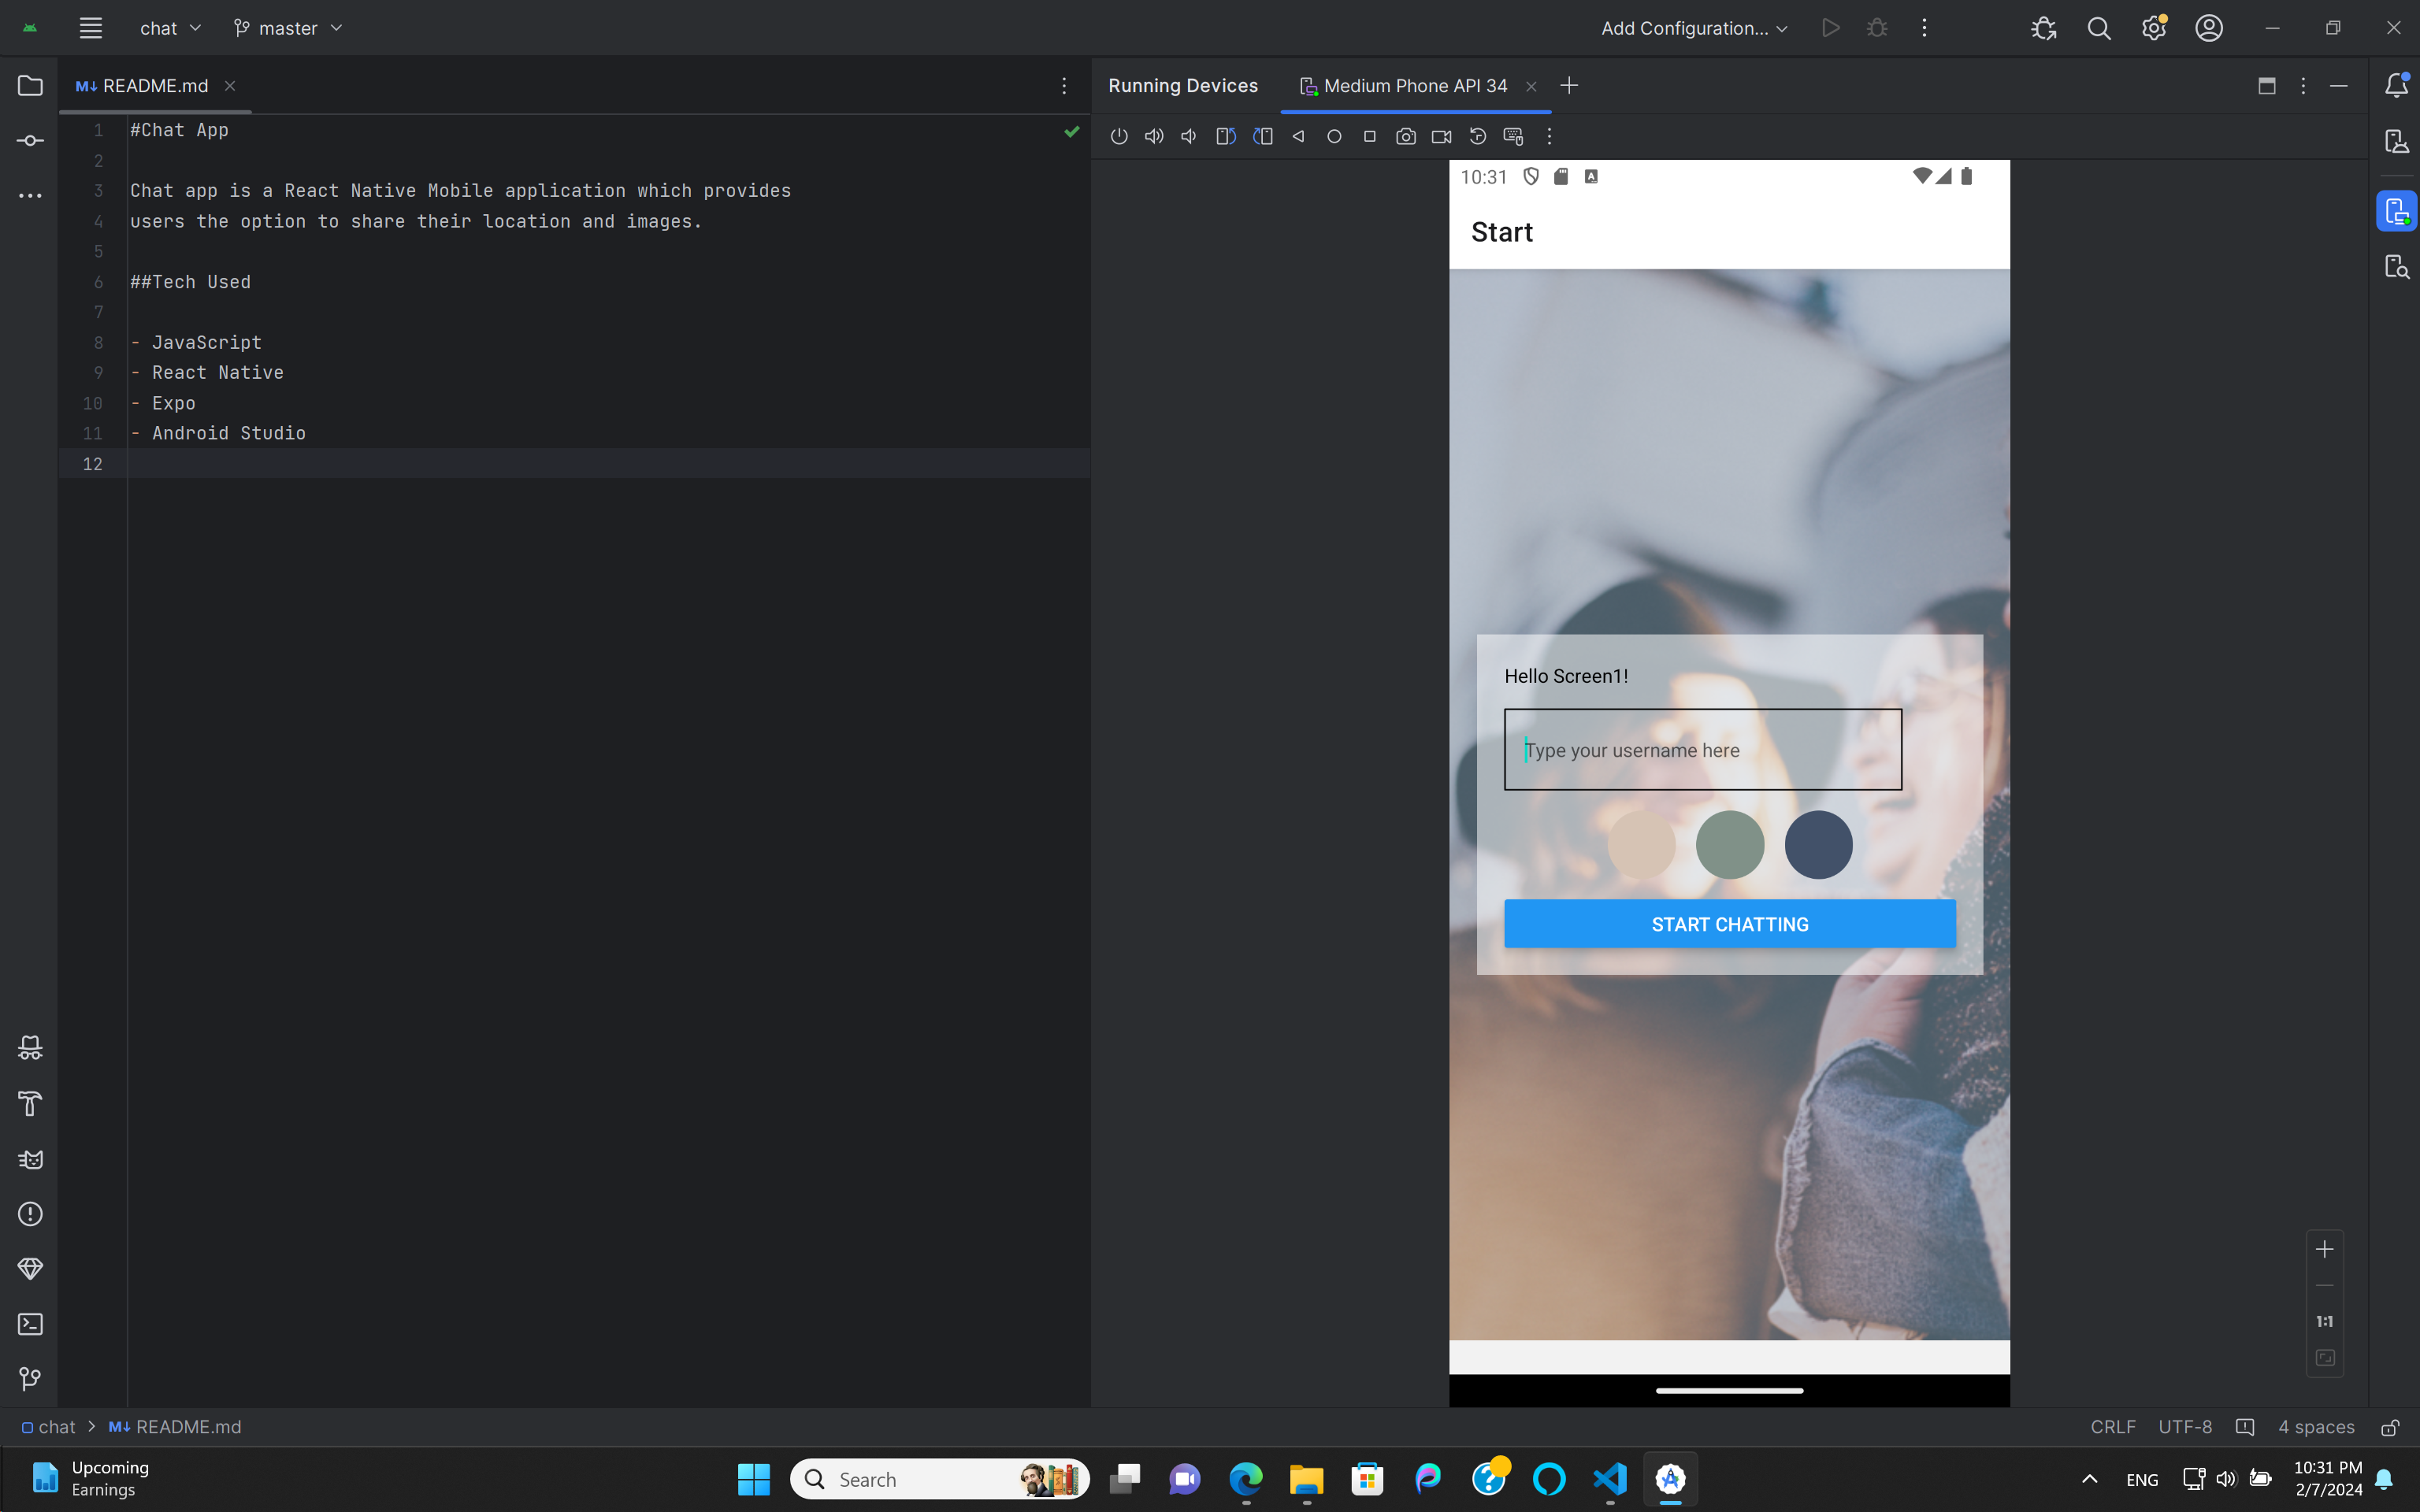 chat
master
Add Configuration...
M↓ README.md
Running Devices
Medium Phone API 34
1 #Chat App
2
3 Chat app is a React Native Mobile application which provides
4 users the option to share their location and images.
5
6 ##Tech Used
7
8 - JavaScript
9 - React Native
10 - Expo
11 - Android Studio
12
10:31
A
Start
Hello Screen1!
Type your username here
START CHATTING
1:1
chat > M↓ README.md
CRLF UTF-8 4 spaces
Upcoming
Earnings
Search
ENG
10:31 PM
2/7/2024